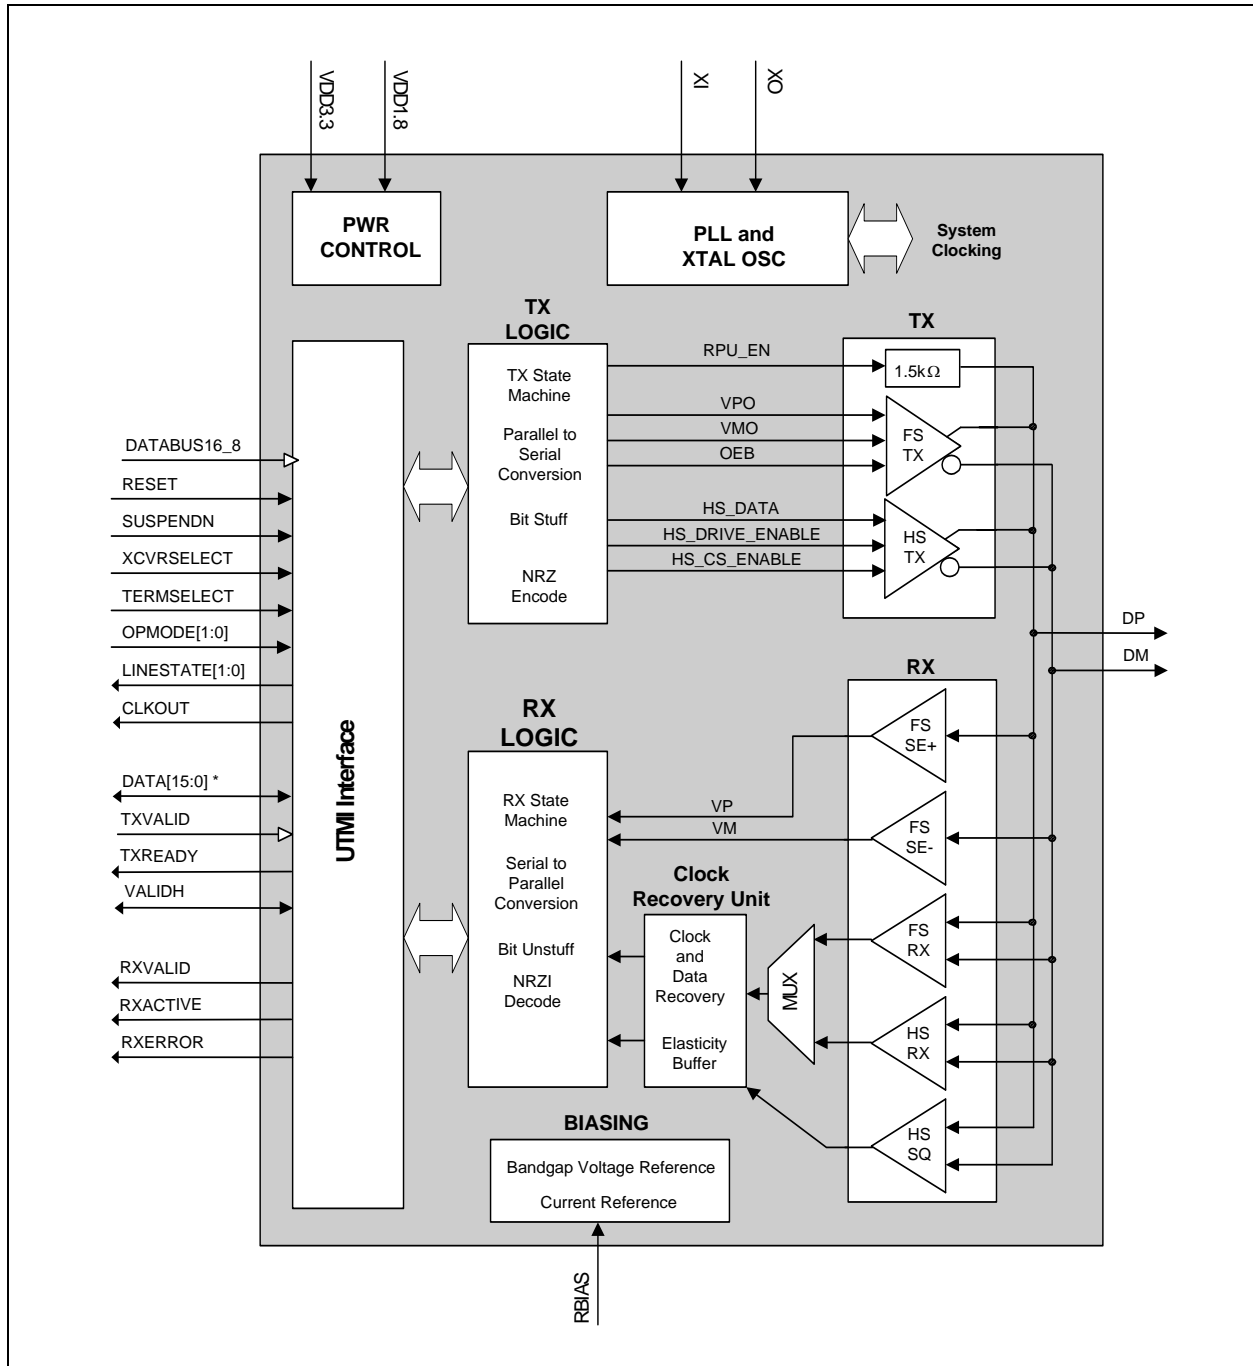 VDD3.3
VDD1.8
XI
XO
PWR
CONTROL
PLL and
XTAL OSC
System
Clocking
TX
LOGIC
TX State
Machine
Parallel to
Serial
Conversion
Bit Stuff
NRZ
Encode
RPU_EN
VPO
VMO
OEB
HS_DATA
HS_DRIVE_ENABLE
HS_CS_ENABLE
TX
1.5kΩ
FS
TX
HS
TX
DATABUS16_8
RESET
SUSPENDN
XCVRSELECT
TERMSELECT
OPMODE[1:0]
LINESTATE[1:0]
CLKOUT
DATA[15:0] *
TXVALID
TXREADY
VALIDH
RXVALID
RXACTIVE
RXERROR
UTMI Interface
DP
DM
RX
LOGIC
RX State
Machine
Serial to
Parallel
Conversion
Bit Unstuff
NRZI
Decode
VP
VM
Clock
Recovery Unit
Clock
and
Data
Recovery
Elasticity
Buffer
MUX
RX
FS
SE+
FS
SE-
FS
RX
HS
RX
HS
SQ
BIASING
Bandgap Voltage Reference
Current Reference
RBIAS